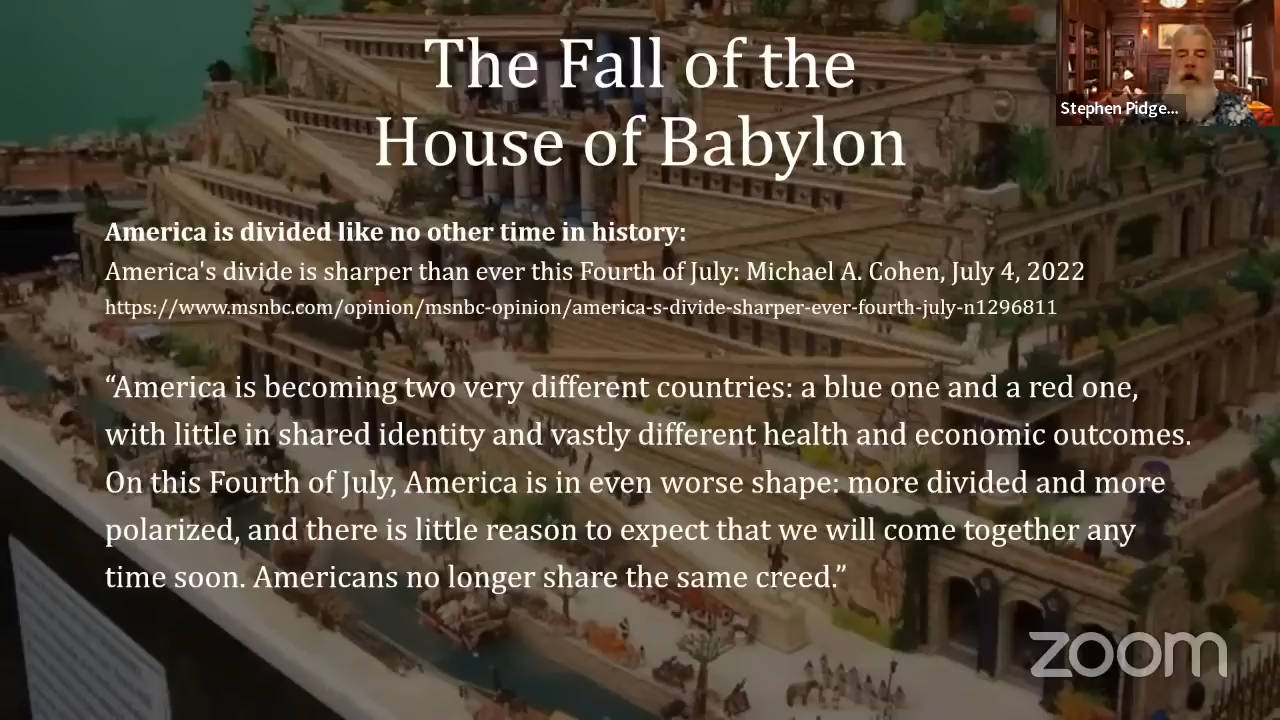 The Fall of the
House of Babylon
Stephen Pidge...
America is divided like no other time in history:
America's divide is sharper than ever this Fourth of July: Michael A. Cohen, July 4, 2022
https://www.msnbc.com/opinion/msnbc-opinion/america-s-divide-sharper-ever-fourth-july-n1296811
“America is becoming two very different countries: a blue one and a red one,
with little in shared identity and vastly different health and economic outcomes.
On this Fourth of July, America is in even worse shape: more divided and more
polarized, and there is little reason to expect that we will come together any
time soon. Americans no longer share the same creed.”
zoom